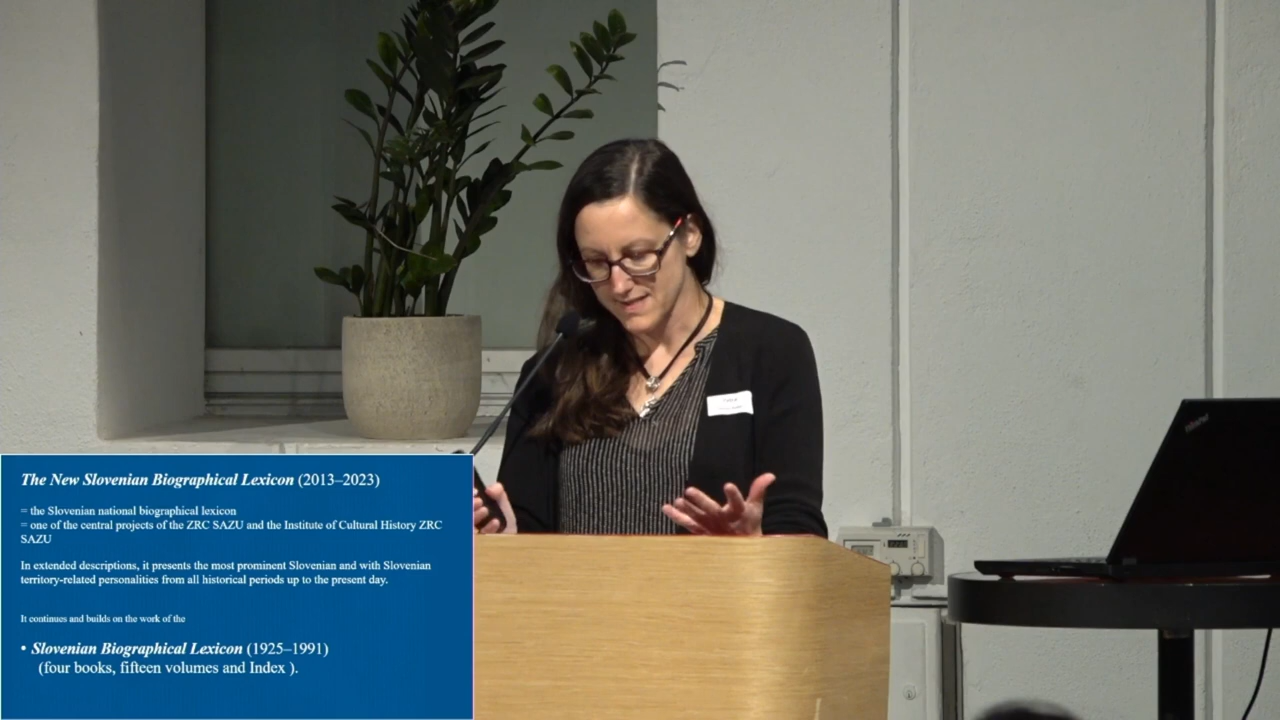 The New Slovenian Biographical Lexicon (2013–2023)
= the Slovenian national biographical lexicon
= one of the central projects of the ZRC SAZU and the Institute of Cultural History ZRC
SAZU
In extended descriptions, it presents the most prominent Slovenian and with Slovenian
territory-related personalities from all historical periods up to the present day.
It continues and builds on the work of the
• Slovenian Biographical Lexicon (1925–1991)
(four books, fifteen volumes and Index ).